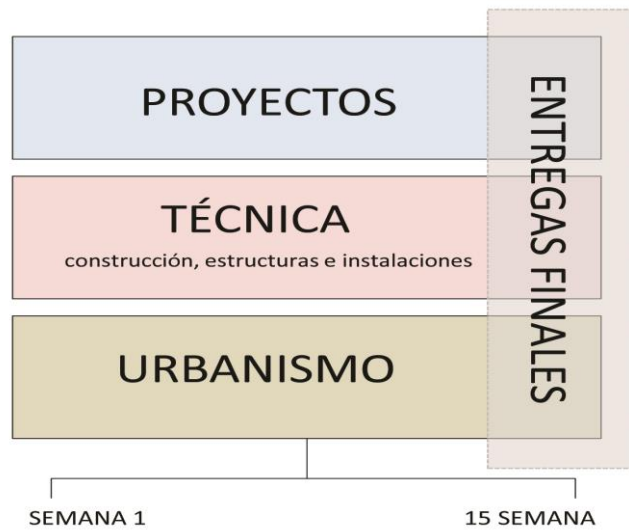 PROYECTOS
TÉCNICA
construcción, estructuras e instalaciones
URBANISMO
ENTREGAS FINALES
SEMANA 1
15 SEMANA